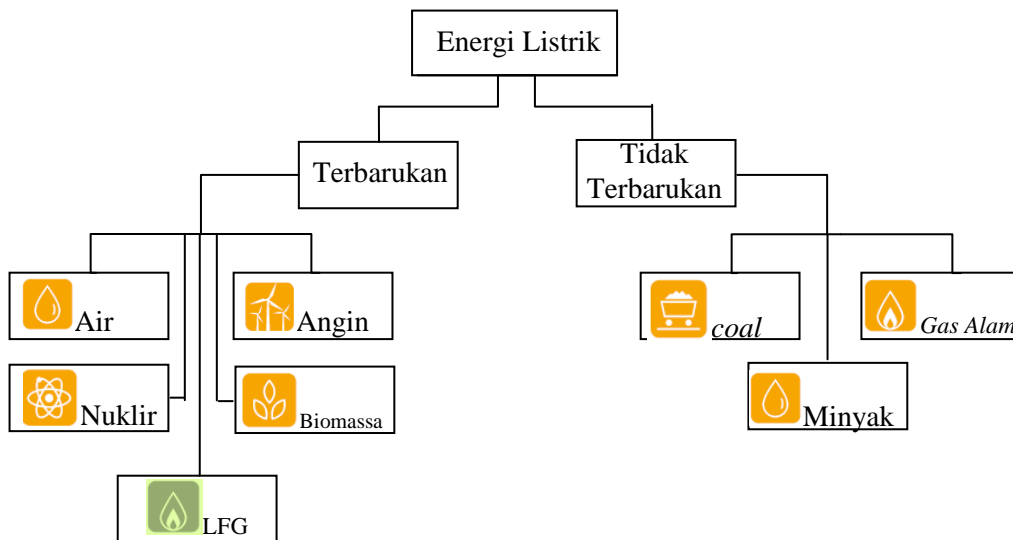 Energi Listrik
Terbarukan
Tidak
Terbarukan
Air
Angin
coal
Gas Alam
Nuklir
Biomassa
Minyak
LFG